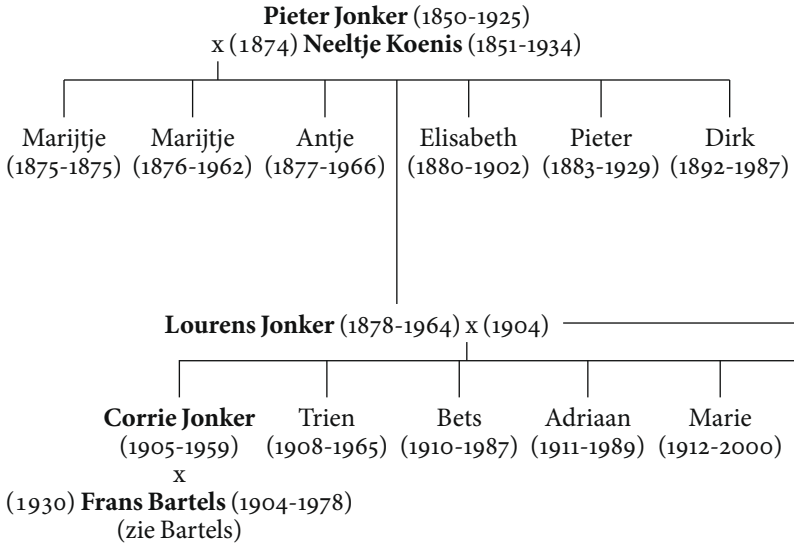 Pieter Jonker (1850-1925)
x (1874) Neeltje Koenis (1851-1934)
Marijtje Marijtje Antje Elisabeth Pieter Dirk
(1875-1875) (1876-1962) (1877-1966) (1880-1902) (1883-1929) (1892-1987)
Lourens Jonker (1878-1964) x (1904)
Corrie Jonker Trien Bets Adriaan Marie
(1905-1959) (1908-1965) (1910-1987) (1911-1989) (1912-2000)
x
(1930) Frans Bartels (1904-1978)
(zie Bartels)